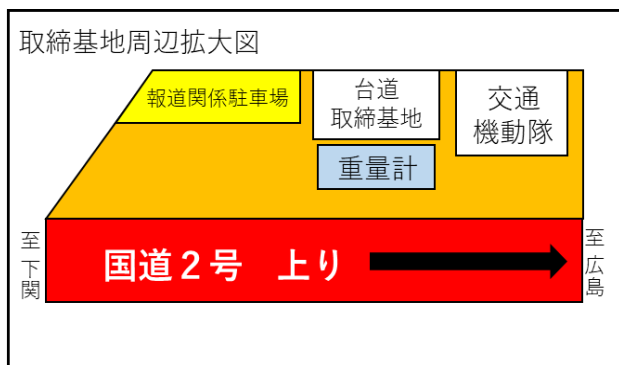 取締基地周辺拡大図
報道関係駐車場
台道
取締基地
交通
機動隊
重量計
至下関
国道２号　上り
至広島